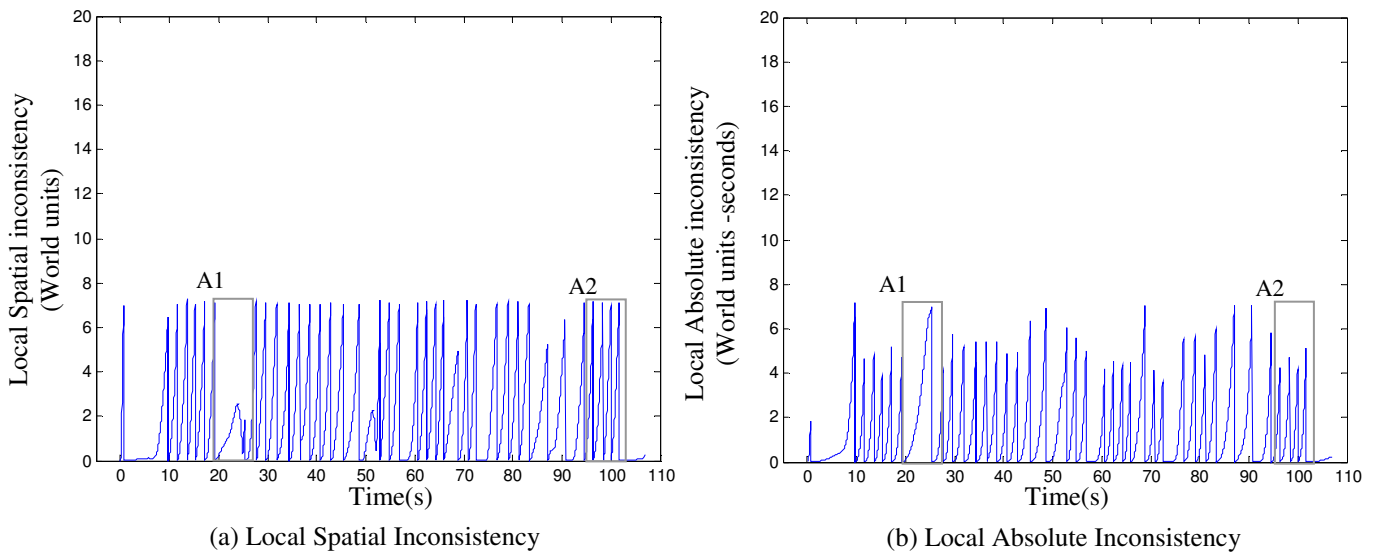 20
18
16
14
12
10
8
6
4
2
0
Local Spatial inconsistency
(World units)
A1
A2
0 10 20 30 40 50 60 70 80 90 100 110
Time(s)
(a) Local Spatial Inconsistency
20
18
16
14
12
10
8
6
4
2
0
Local Absolute inconsistency
(World units -seconds)
A1
A2
0 10 20 30 40 50 60 70 80 90 100 110
Time(s)
(b) Local Absolute Inconsistency